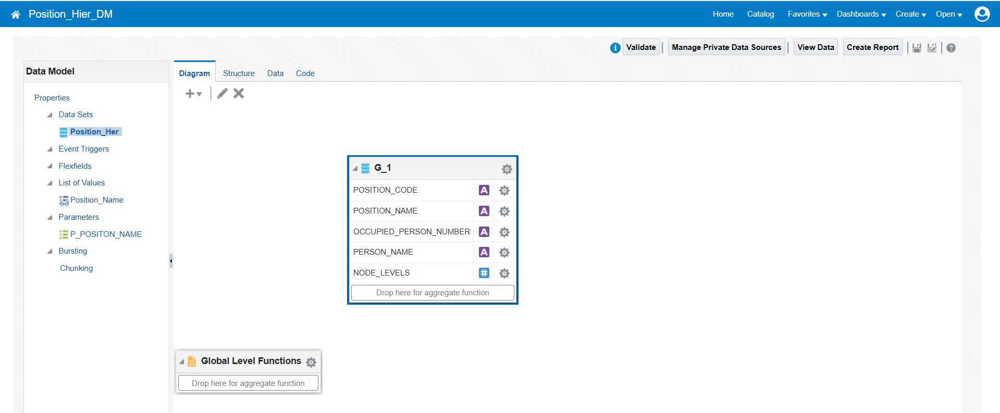 Position_Hier_DM
Home Catalog Favorites Dashboards Create Open
Validate Manage Private Data Sources View Data Create Report
Data Model
Properties
Data Sets
Position_Her
Event Triggers
Flexfields
List of Values
Position_Name
Parameters
P_POSITON_NAME
Bursting
Chunking
Diagram Structure Data Code
G_1
POSITION_CODE A
POSITION_NAME A
OCCUPIED_PERSON_NUMBER A
PERSON_NAME A
NODE_LEVELS #
Drop here for aggregate function
Global Level Functions
Drop here for aggregate function